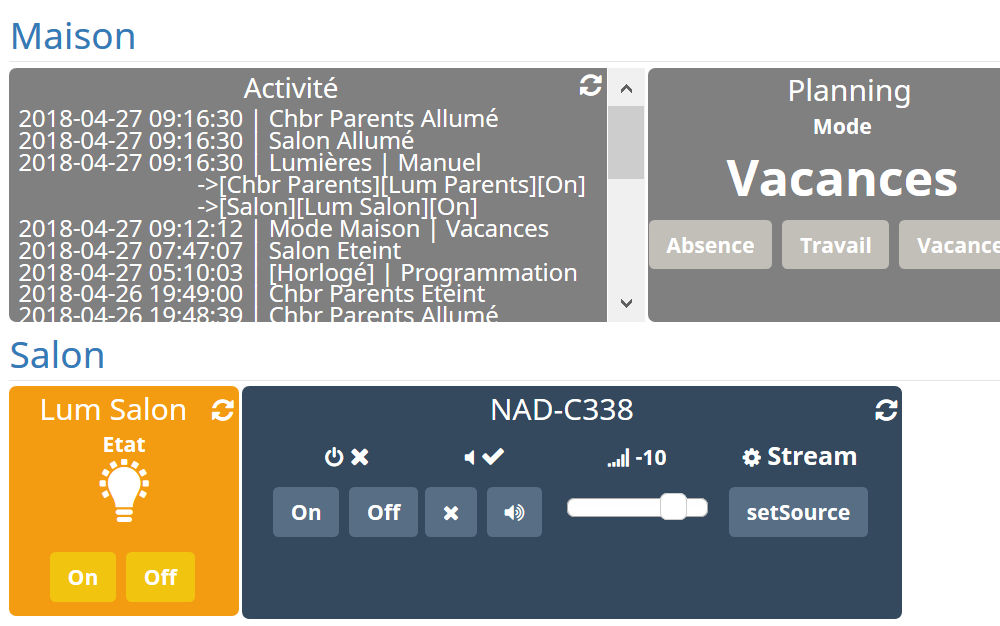 Maison
Activité
2018-04-27 09:16:30 | Chbr Parents Allumé
2018-04-27 09:16:30 | Salon Allumé
2018-04-27 09:16:30 | Lumières | Manuel
->[Chbr Parents][Lum Parents][On]
->[Salon][Lum Salon][On]
2018-04-27 09:12:12 | Mode Maison | Vacances
2018-04-27 07:47:07 | Salon Eteint
2018-04-27 05:10:03 | [Horlogé] | Programmation
2018-04-26 19:49:00 | Chbr Parents Eteint
2018-04-26 19:48:39 | Chbr Parents Allumé
Planning
Mode
Vacances
Absence Travail Vacance
Salon
Lum Salon
Etat
On Off
NAD-C338
-10 Stream
On Off setSource